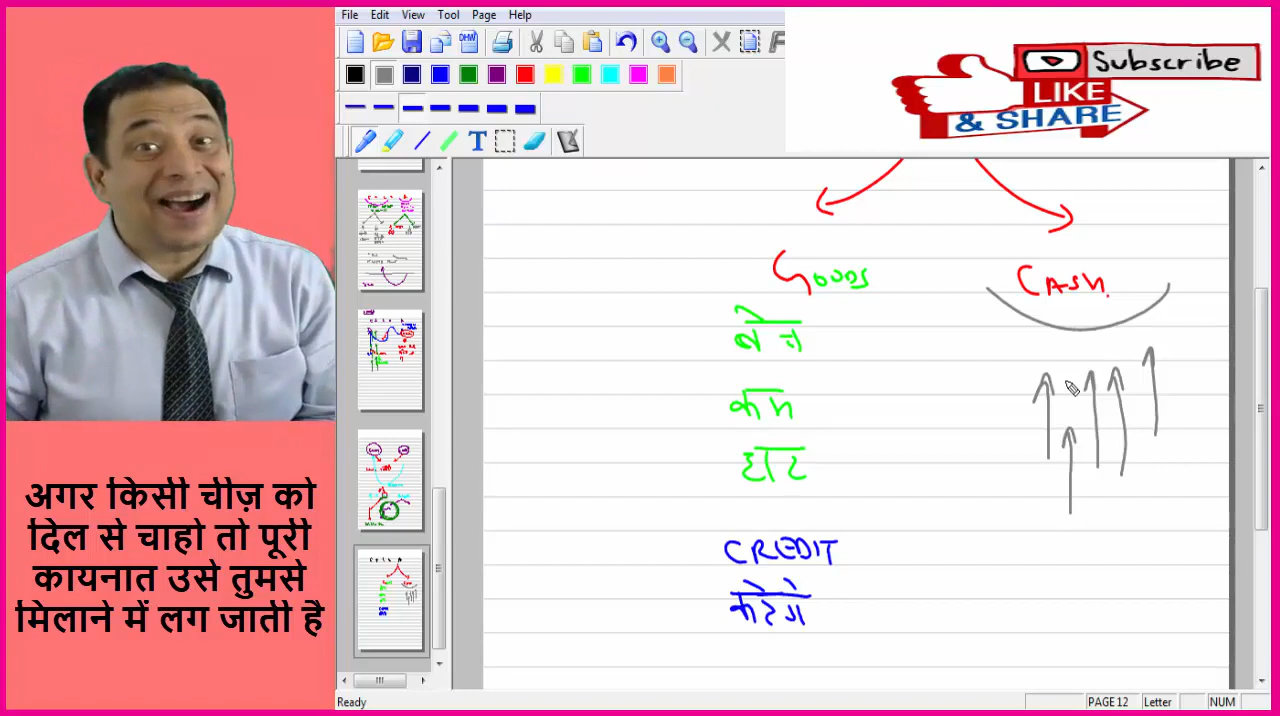 File Edit View Tool Page Help
Subscribe
LIKE
& SHARE
GOODS
CASH
कम
CREDIT
करेंगे
अगर किसी चीज़ को
दिल से चाहो तो पूरी
कायनात उसे तुमसे
मिलाने में लग जाती है
Ready
PAGE 12 Letter NUM